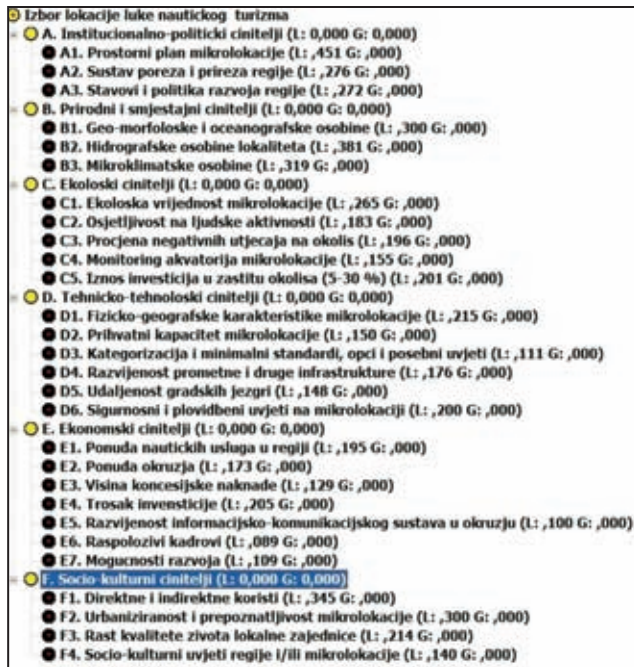 Izbor lokacije luke nautickog turizma
A. Institucionalno-politicki cinitelji (L: 0,000 G: 0,000)
A1. Prostorni plan mikrolokacije (L: ,451 G: ,000)
A2. Sustav poreza i prireza regije (L: ,276 G: ,000)
A3. Stavovi i politika razvoja regije (L: ,272 G: ,000)
B. Prirodni i smjestajni cinitelji (L: 0,000 G: 0,000)
B1. Geo-morfoloske i oceanografske osobine (L: ,300 G: ,000)
B2. Hidrografske osobine lokaliteta (L: ,381 G: ,000)
B3. Mikroklimatske osobine (L: ,319 G: ,000)
C. Ekoloski cinitelji (L: 0,000 G: 0,000)
C1. Ekoloska vrijednost mikrolokacije (L: ,265 G: ,000)
C2. Osjetljivost na ljudske aktivnosti (L: ,183 G: ,000)
C3. Procjena negativnih utjecaja na okolis (L: ,196 G: ,000)
C4. Monitoring akvatorija mikrolokacije (L: ,155 G: ,000)
C5. Iznos investicija u zastitu okolisa (5-30 %) (L: ,201 G: ,000)
D. Tehnicko-tehnoloski cinitelji (L: 0,000 G: 0,000)
D1. Fizicko-geografske karakteristike mikrolokacije (L: ,215 G: ,000)
D2. Prihvatni kapacitet mikrolokacije (L: ,150 G: ,000)
D3. Kategorizacija i minimalni standardi, opci i posebni uvjeti (L: ,111 G: ,000)
D4. Razvijenost prometne i druge infrastrukture (L: ,176 G: ,000)
D5. Udaljenost gradskih jezgri (L: ,148 G: ,000)
D6. Sigurnosni i plovidbeni uvjeti na mikrolokaciji (L: ,200 G: ,000)
E. Ekonomski cinitelji (L: 0,000 G: 0,000)
E1. Ponuda nautickih usluga u regiji (L: ,195 G: ,000)
E2. Ponuda okruzja (L: ,173 G: ,000)
E3. Visina koncesijske naknade (L: ,129 G: ,000)
E4. Trosak invensticije (L: ,205 G: ,000)
E5. Razvijenost informacijsko-komunikacijskog sustava u okruzju (L: ,100 G: ,000)
E6. Raspolozivi kadrovi (L: ,089 G: ,000)
E7. Mogucnosti razvoja (L: ,109 G: ,000)
F. Socio-kulturni cinitelji (L: 0,000 G: 0,000)
F1. Direktne i indirektne koristi (L: ,345 G: ,000)
F2. Urbaniziranost i prepoznatljivost mikrolokacije (L: ,300 G: ,000)
F3. Rast kvalitete zivota lokalne zajednice (L: ,214 G: ,000)
F4. Socio-kulturni uvjeti regije i/ili mikrolokacije (L: ,140 G: ,000)